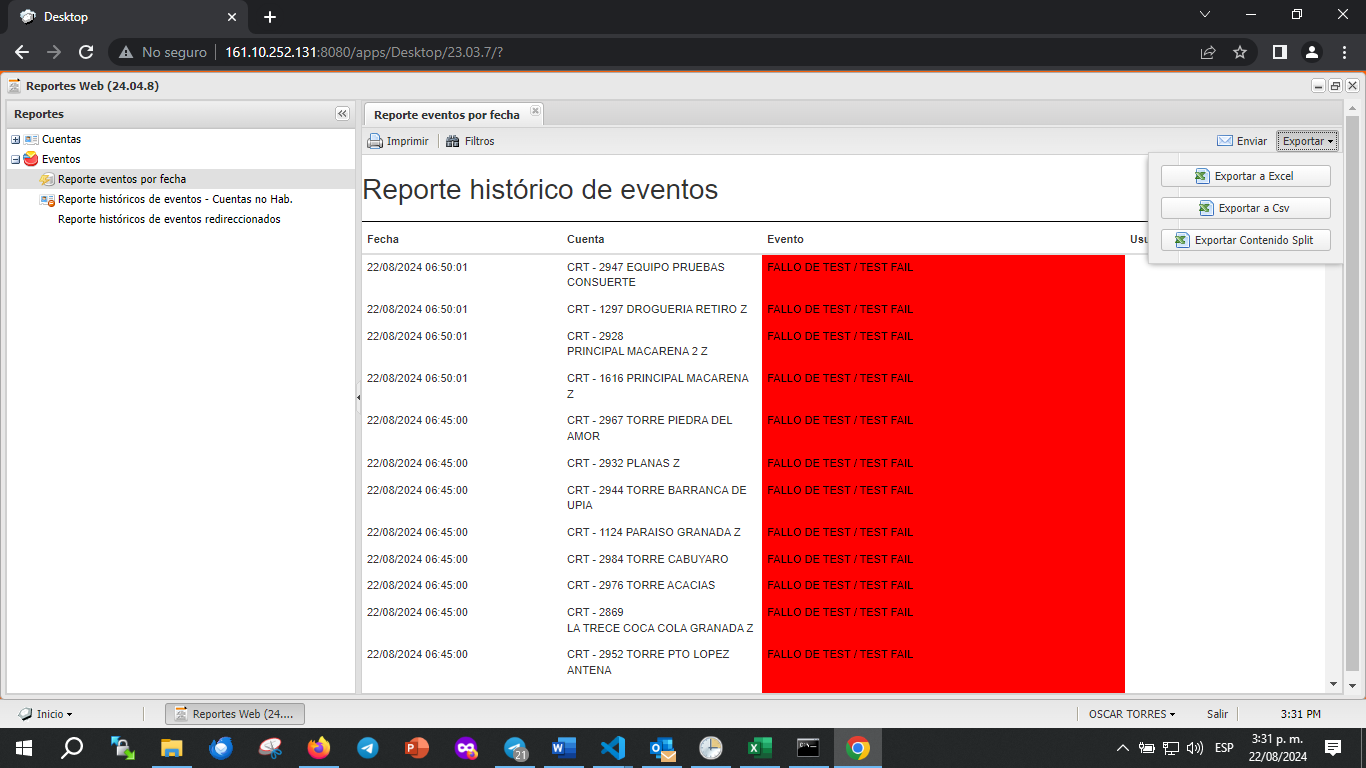 Desktop
No seguro
161.10.252.131:8080/apps/Desktop/23.03.7/?
Reportes Web (24.04.8)
Reportes
Cuentas
Eventos
Reporte eventos por fecha
Reporte históricos de eventos - Cuentas no Hab.
Reporte históricos de eventos redireccionados
Reporte eventos por fecha
Imprimir
Filtros
Enviar
Exportar
Exportar a Excel
Exportar a Csv
Exportar Contenido Split
Reporte histórico de eventos
Fecha Cuenta Evento
22/08/2024 06:50:01 CRT - 2947 EQUIPO PRUEBAS FALLO DE TEST / TEST FAIL
CONSUERTE
22/08/2024 06:50:01 CRT - 1297 DROGUERIA RETIRO Z FALLO DE TEST / TEST FAIL
22/08/2024 06:50:01 CRT - 2928 FALLO DE TEST / TEST FAIL
PRINCIPAL MACARENA 2 Z
22/08/2024 06:50:01 CRT - 1616 PRINCIPAL MACARENA FALLO DE TEST / TEST FAIL
Z
22/08/2024 06:45:00 CRT - 2967 TORRE PIEDRA DEL FALLO DE TEST / TEST FAIL
AMOR
22/08/2024 06:45:00 CRT - 2932 PLANAS Z FALLO DE TEST / TEST FAIL
22/08/2024 06:45:00 CRT - 2944 TORRE BARRANCA DE FALLO DE TEST / TEST FAIL
UPIA
22/08/2024 06:45:00 CRT - 1124 PARAISO GRANADA Z FALLO DE TEST / TEST FAIL
22/08/2024 06:45:00 CRT - 2984 TORRE CABUYARO FALLO DE TEST / TEST FAIL
22/08/2024 06:45:00 CRT - 2976 TORRE ACACIAS FALLO DE TEST / TEST FAIL
22/08/2024 06:45:00 CRT - 2869 FALLO DE TEST / TEST FAIL
LA TRECE COCA COLA GRANADA Z
22/08/2024 06:45:00 CRT - 2952 TORRE PTO LOPEZ FALLO DE TEST / TEST FAIL
ANTENA
Inicio
Reportes Web (24....
OSCAR TORRES
Salir
3:31 PM
21
ESP
3:31 p. m.
22/08/2024